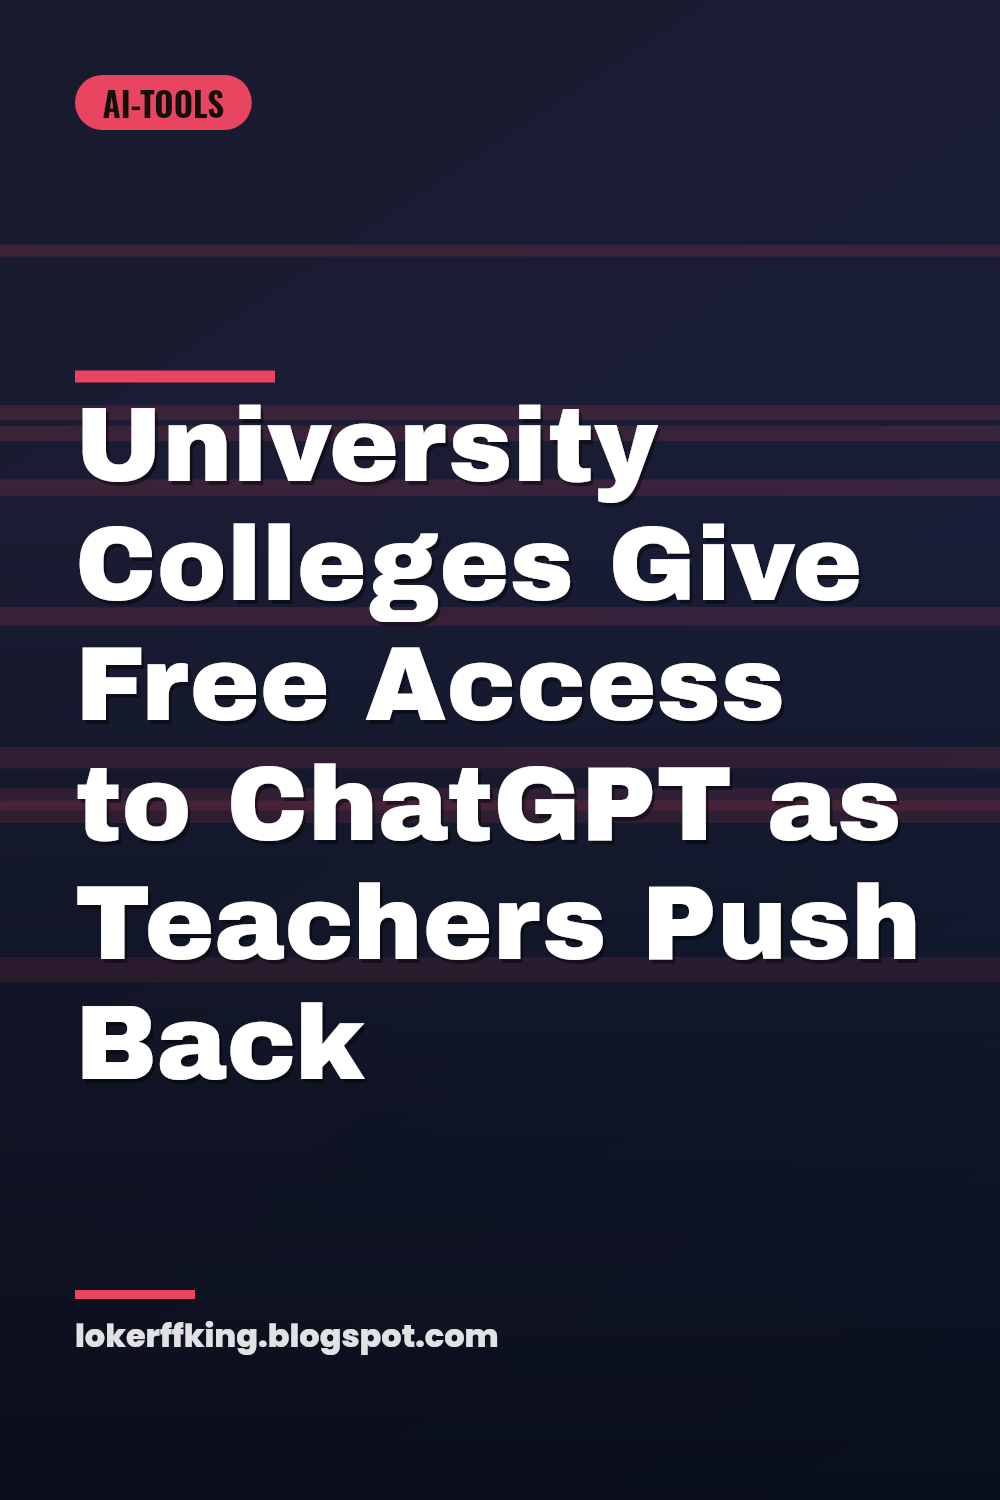 AI-TOOLS
University
Colleges Give
Free Access
to ChatGPT as
Teachers Push
Back
lokerffking.blogspot.com